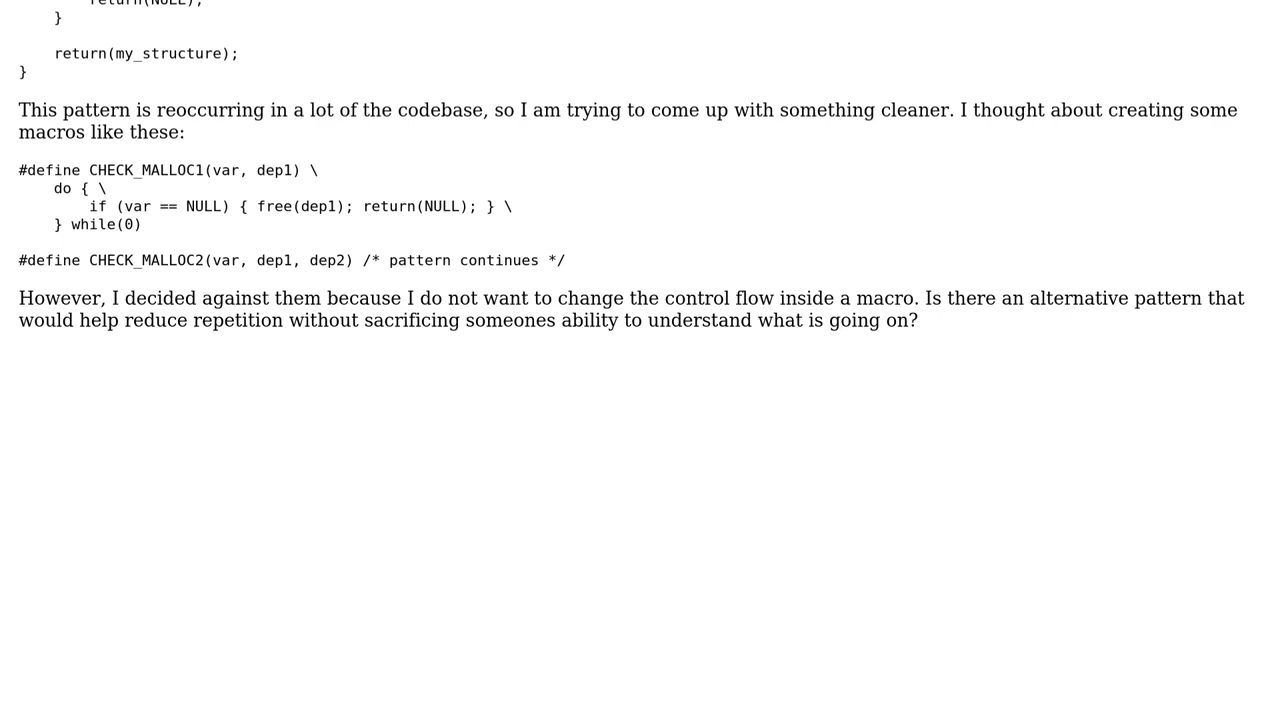 return(NULL);
    }

    return(my_structure);
}
This pattern is reoccurring in a lot of the codebase, so I am trying to come up with something cleaner. I thought about creating some
macros like these:
#define CHECK_MALLOC1(var, dep1) \
    do { \
        if (var == NULL) { free(dep1); return(NULL); } \
    } while(0)

#define CHECK_MALLOC2(var, dep1, dep2) /* pattern continues */
However, I decided against them because I do not want to change the control flow inside a macro. Is there an alternative pattern that
would help reduce repetition without sacrificing someones ability to understand what is going on?